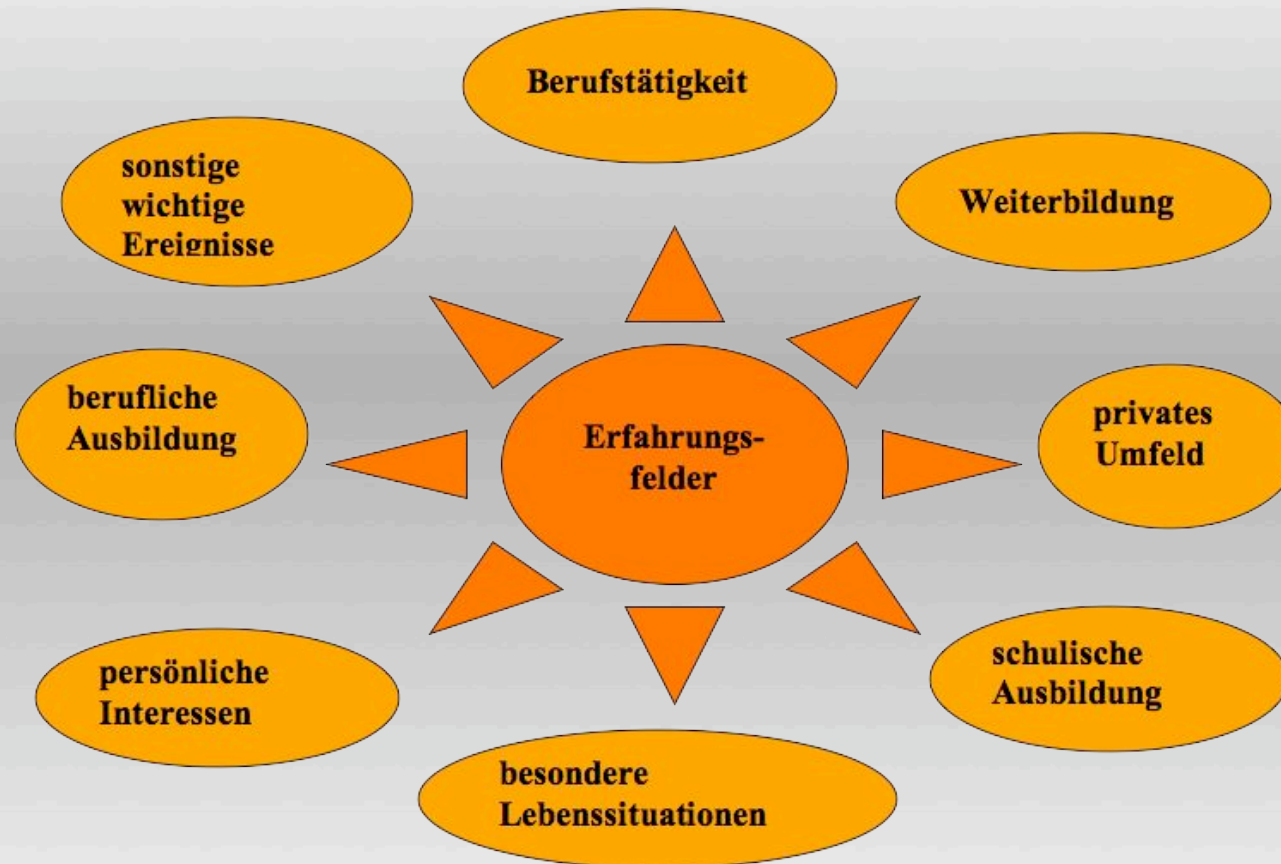 Berufstätigkeit
sonstige
wichtige
Ereignisse
Weiterbildung
berufliche
Ausbildung
Erfahrungs-
felder
privates
Umfeld
persönliche
Interessen
schulische
Ausbildung
besondere
Lebenssituationen